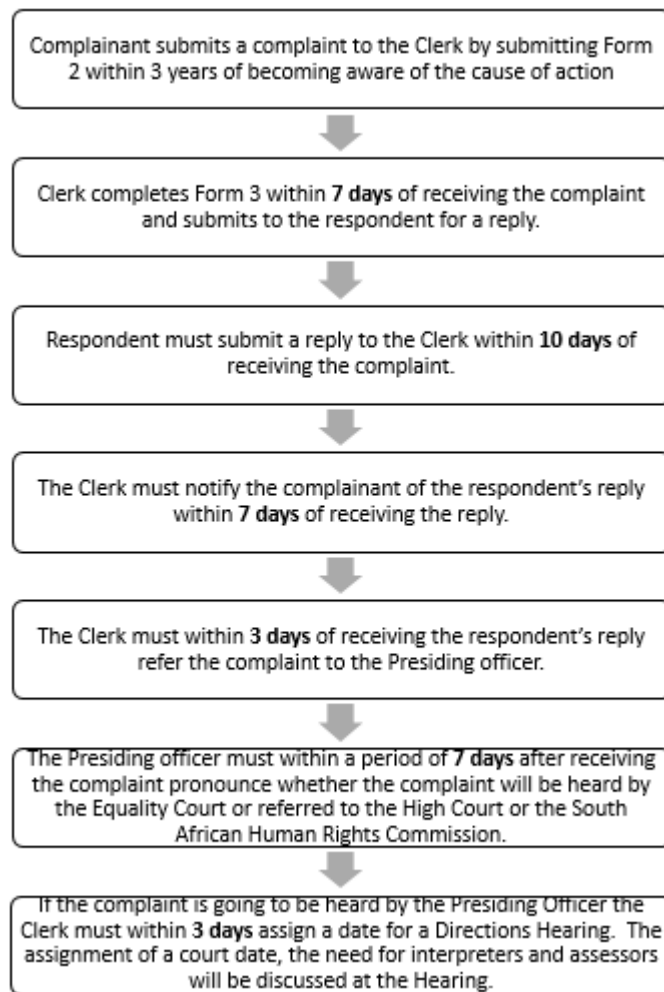 Complainant submits a complaint to the Clerk by submitting Form
2 within 3 years of becoming aware of the cause of action
Clerk completes Form 3 within 7 days of receiving the complaint
and submits to the respondent for a reply.
Respondent must submit a reply to the Clerk within 10 days of
receiving the complaint.
The Clerk must notify the complainant of the respondent's reply
within 7 days of receiving the reply.
The Clerk must within 3 days of receiving the respondent's reply
refer the complaint to the Presiding officer.
The Presiding officer must within a period of 7 days after receiving
the complaint pronounce whether the complaint will be heard by
the Equality Court or referred to the High Court or the South
African Human Rights Commission.
If the complaint is going to be heard by the Presiding Officer the
Clerk must within 3 days assign a date for a Directions Hearing. The
assignment of a court date, the need for interpreters and assessors
will be discussed at the Hearing.